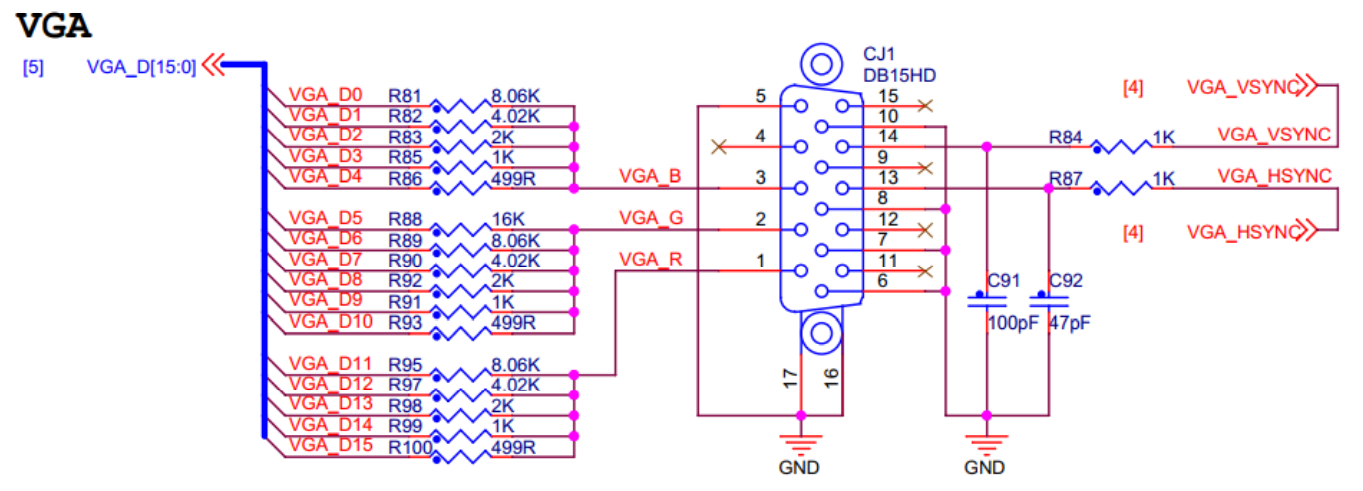 VGA
[5] VGA_D[15:0]
VGA_D0 R81 8.06K
VGA_D1 R82 4.02K
VGA_D2 R83 2K
VGA_D3 R85 1K
VGA_D4 R86 499R
VGA_B
VGA_D5 R88 16K
VGA_G
VGA_D6 R89 8.06K
VGA_D7 R90 4.02K
VGA_R
VGA_D8 R92 2K
VGA_D9 R91 1K
VGA_D10 R93 499R
VGA_D11 R95 8.06K
VGA_D12 R97 4.02K
VGA_D13 R98 2K
VGA_D14 R99 1K
VGA_D15 R100 499R
CJ1
DB15HD
5
4
3
2
1
15
10
14
9
13
8
12
7
11
6
17
16
GND
[4] VGA_VSYNC
R84 1K VGA_VSYNC
R87 1K VGA_HSYNC
[4] VGA_HSYNC
C91
100pF
C92
47pF
GND